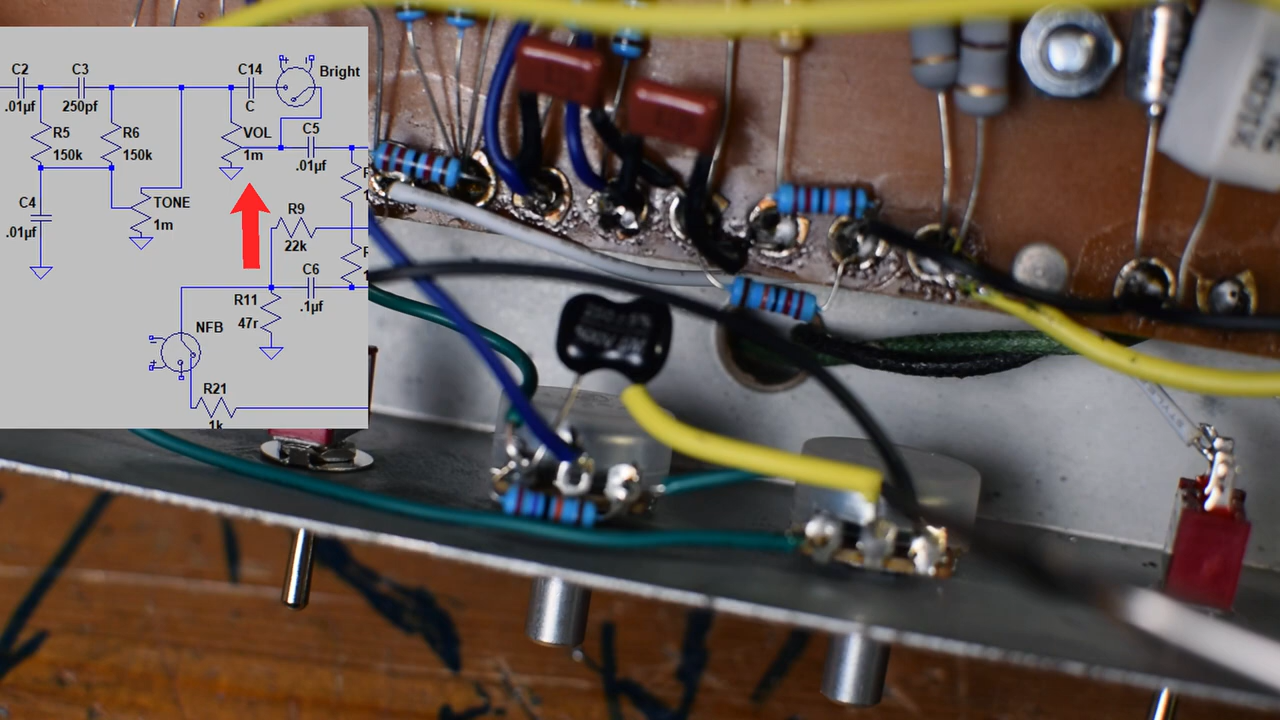 C2
C3
C14
Bright
.01µf
250pf
C
R5
R6
VOL
C5
150k
150k
1m
.01µf
C4
TONE
.01µf
1m
R9
22k
R11
C6
47r
.1µf
NFB
R21
1k